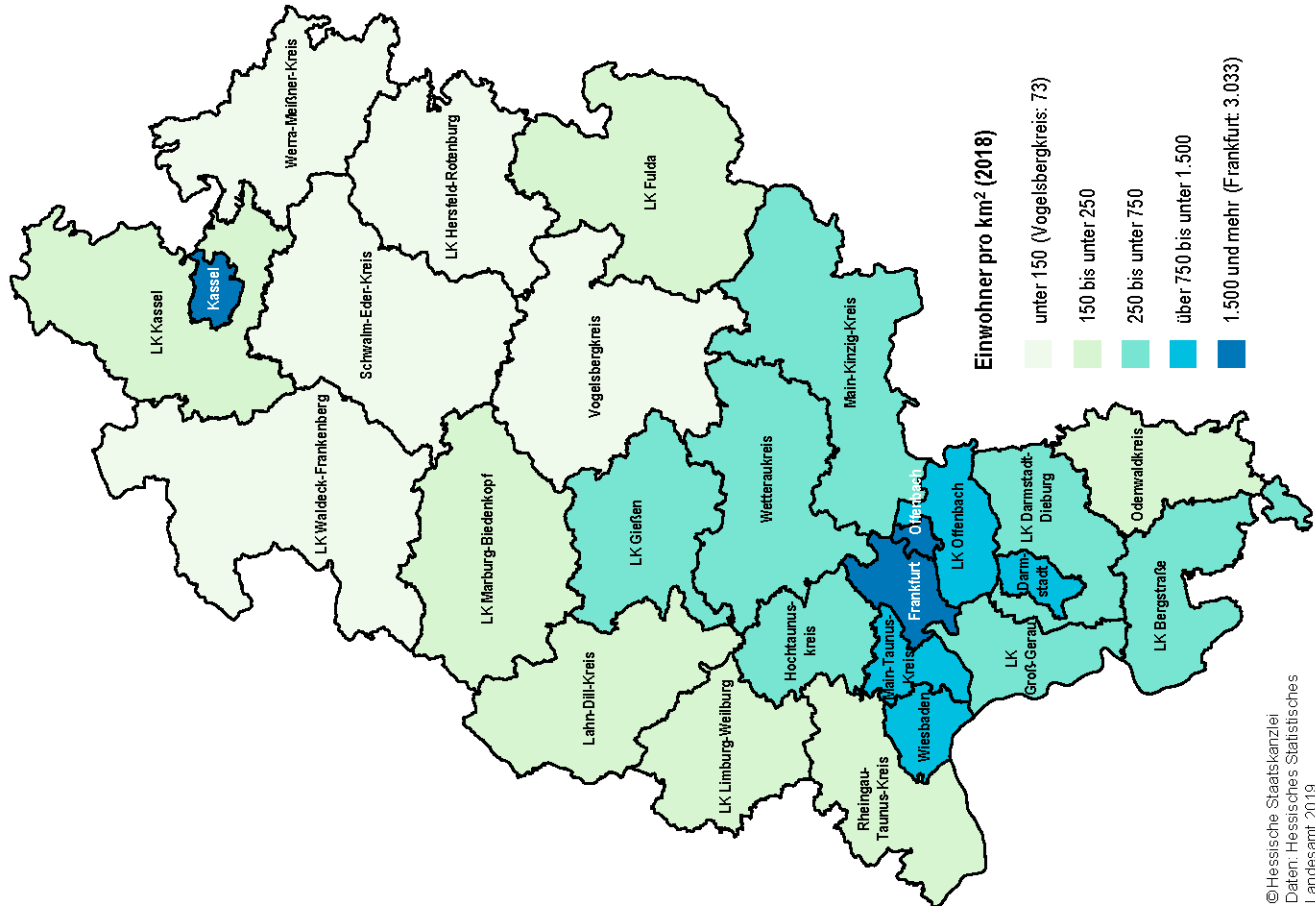 Werra-Meißner-Kreis
LK Kassel
Kassel
LK Hersfeld-Rotenburg
Schwalm-Eder-Kreis
LK Waldeck-Frankenberg
LK Fulda
Vogelsbergkreis
LK Marburg-Biedenkopf
LK Gießen
Lahn-Dill-Kreis
LK Limburg-Weilburg
Wetteraukreis
Main-Kinzig-Kreis
Hochtaunus-
kreis
Rheingau-
Taunus-Kreis
Main-Taunus-
Kreis
Wiesbaden
Frankfurt
Offenbach
LK Offenbach
LK
Groß-Gerau
Darm-
stadt
LK Darmstadt-
Dieburg
Odenwaldkreis
LK Bergstraße
Einwohner pro km² (2018)
unter 150 (Vogelsbergkreis: 73)
150 bis unter 250
250 bis unter 750
über 750 bis unter 1.500
1.500 und mehr (Frankfurt 3.033)
©Hessische Staatskanzlei
Daten: Hessisches Statistisches
Landesamt 2019